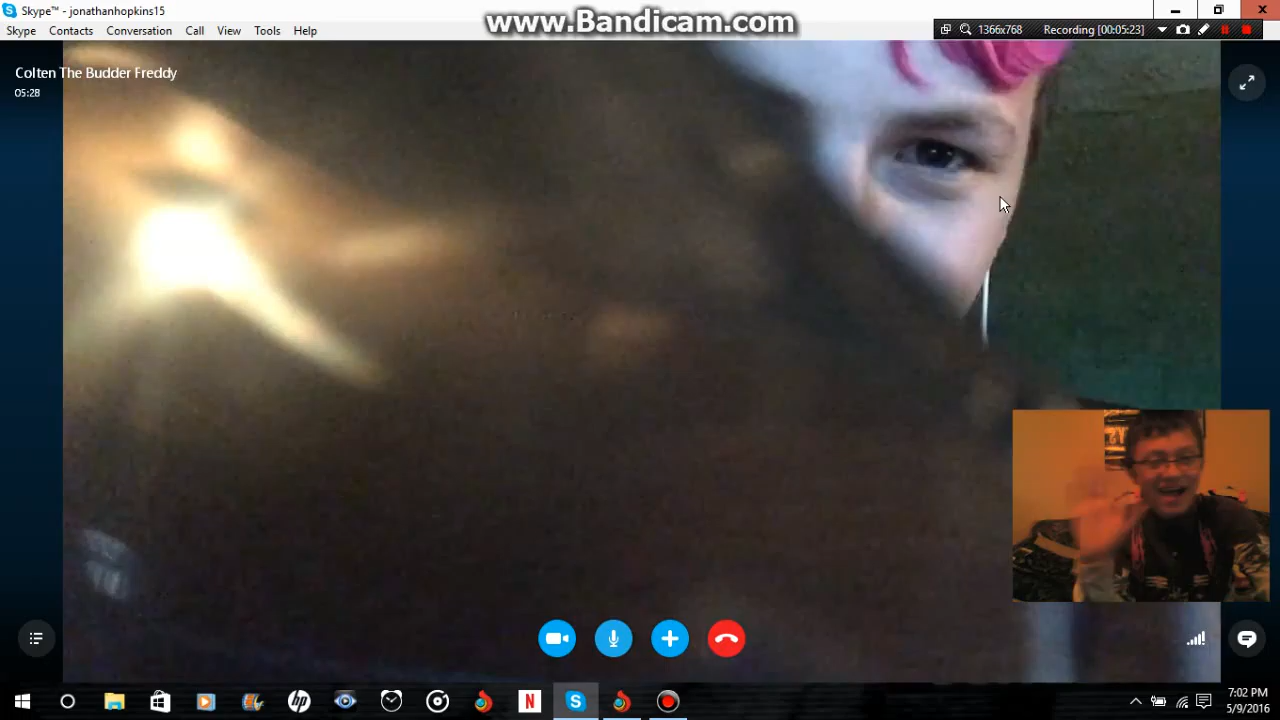 Skype™ - jonathanhopkins15
www.Bandicam.com
Skype Contacts Conversation Call View Tools Help
1366x768 Recording [00:05:23]
Colten The Budder Freddy
05:28
hp
N
7:02 PM
5/9/2016